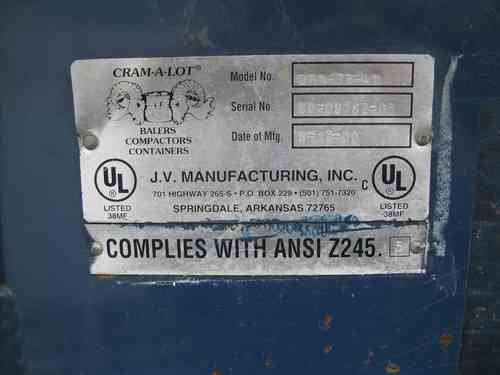 CRAM-A-LOT®
BALERS
COMPACTORS
CONTAINERS
Model No.
Serial No.
Date of Mfg.
UL
LISTED
38MF
J.V. MANUFACTURING, INC.
701 HIGHWAY 265-S • P.O. BOX 229 • (501) 751-7320
SPRINGDALE, ARKANSAS 72765
C UL
LISTED
38MF
COMPLIES WITH ANSI Z245. 5